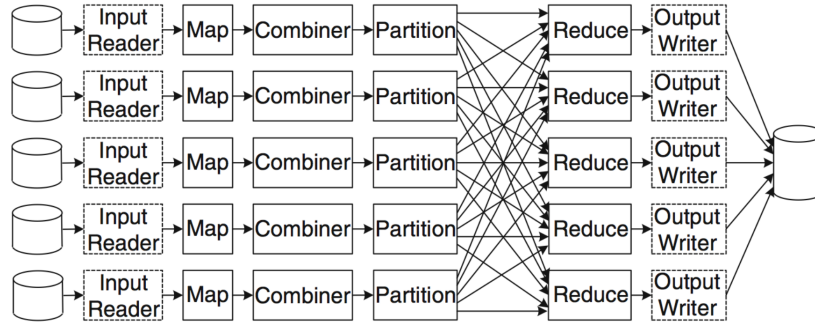 Input
Reader
Map
Combiner
Partition
Reduce
Output
Writer
Input
Reader
Map
Combiner
Partition
Reduce
Output
Writer
Input
Reader
Map
Combiner
Partition
Reduce
Output
Writer
Input
Reader
Map
Combiner
Partition
Reduce
Output
Writer
Input
Reader
Map
Combiner
Partition
Reduce
Output
Writer